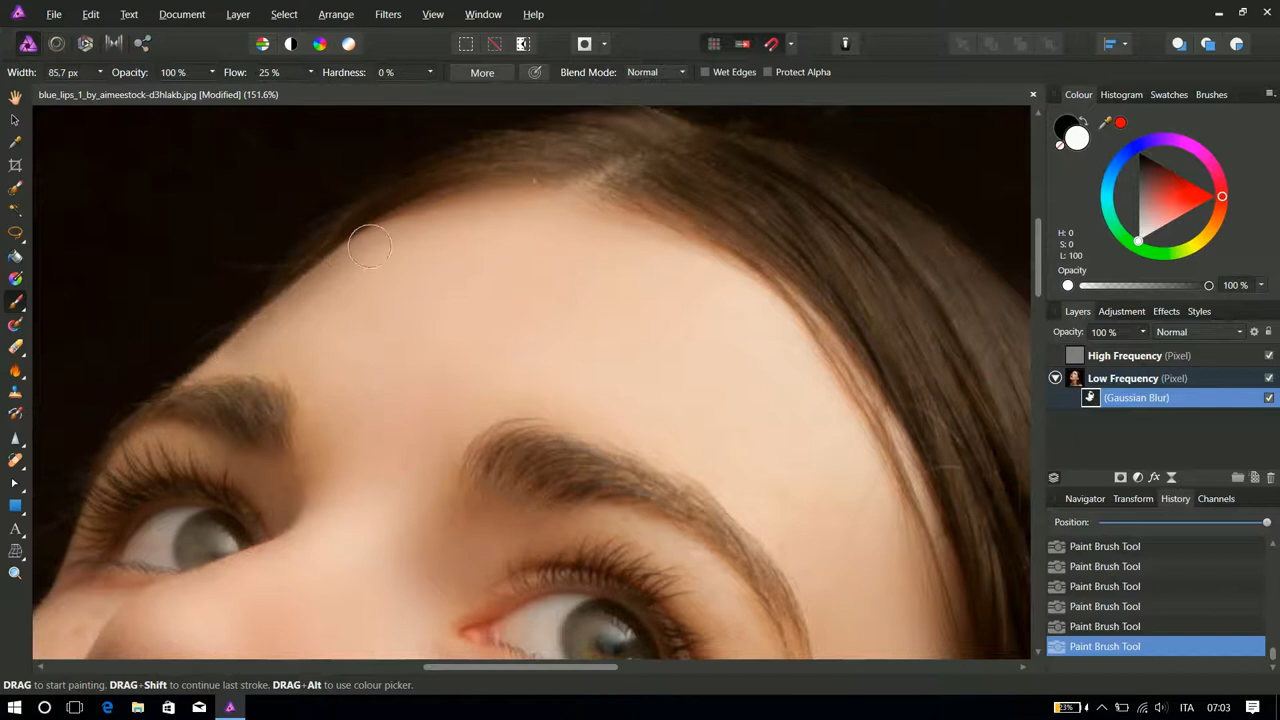 File Edit Text Document Layer Select Arrange Filters View Window Help
Width: 85.7 px Opacity: 100 % Flow: 25 % Hardness: 0 % More Blend Mode: Normal Wet Edges Protect Alpha
blue_lips_1_by_aimeestock-d3hlakb.jpg [Modified] (151.6%)
Colour Histogram Swatches Brushes
H: 0
S: 0
L: 100
Opacity
100 %
Layers Adjustment Effects Styles
Opacity: 100 % Normal
High Frequency (Pixel)
Low Frequency (Pixel)
(Gaussian Blur)
Navigator Transform History Channels
Position:
Paint Brush Tool
Paint Brush Tool
Paint Brush Tool
Paint Brush Tool
Paint Brush Tool
Paint Brush Tool
DRAG to start painting. DRAG+Shift to continue last stroke. DRAG+Alt to use colour picker.
23% ITA 07:03